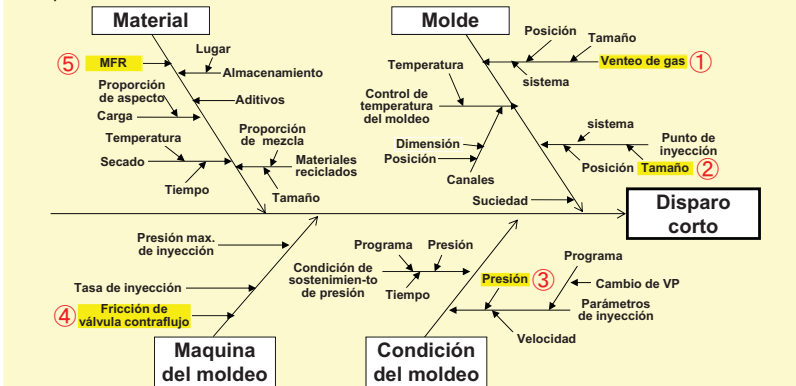 Material
Molde
⑤ MFR
Lugar
Almacenamiento
Proporción
de aspecto
Aditivos
Carga
Temperatura
Proporción
de mezcla
Secado
Materiales
reciclados
Tiempo
Tamaño
Posición
Tamaño
Venteo de gas ①
sistema
Temperatura
Control de
temperatura
del moldeo
Dimensión
Posición
Canales
sistema
Punto de
inyección
Posición Tamaño ②
Suciedad
Disparo
corto
Presión max.
de inyección
Tasa de inyección
④ Fricción de
válvula contraflujo
Maquina
del moldeo
Programa Presión
Condición de
sostenimien-to
de presión
Tiempo
Presión ③
Programa
Cambio de VP
Parámetros
de inyección
Velocidad
Condición
del moldeo